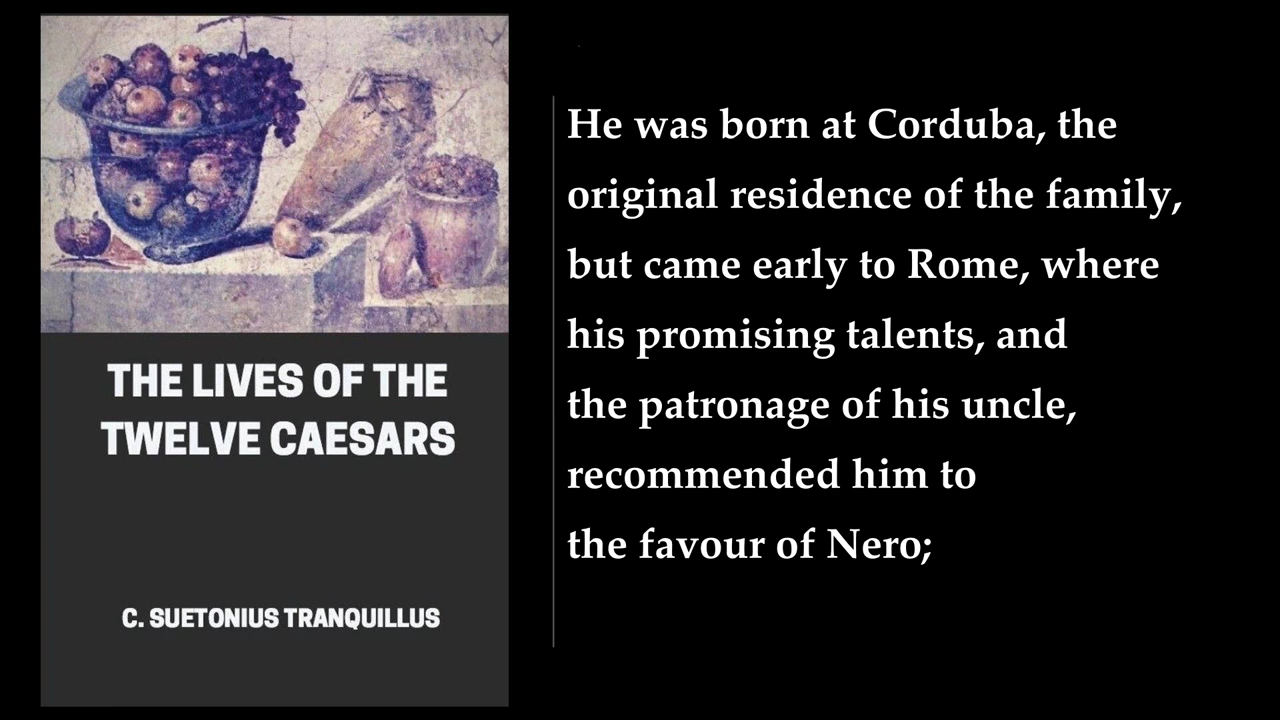 THE LIVES OF THE
TWELVE CAESARS
C. SUETONIUS TRANQUILLUS
He was born at Corduba, the
original residence of the family,
but came early to Rome, where
his promising talents, and
the patronage of his uncle,
recommended him to
the favour of Nero;